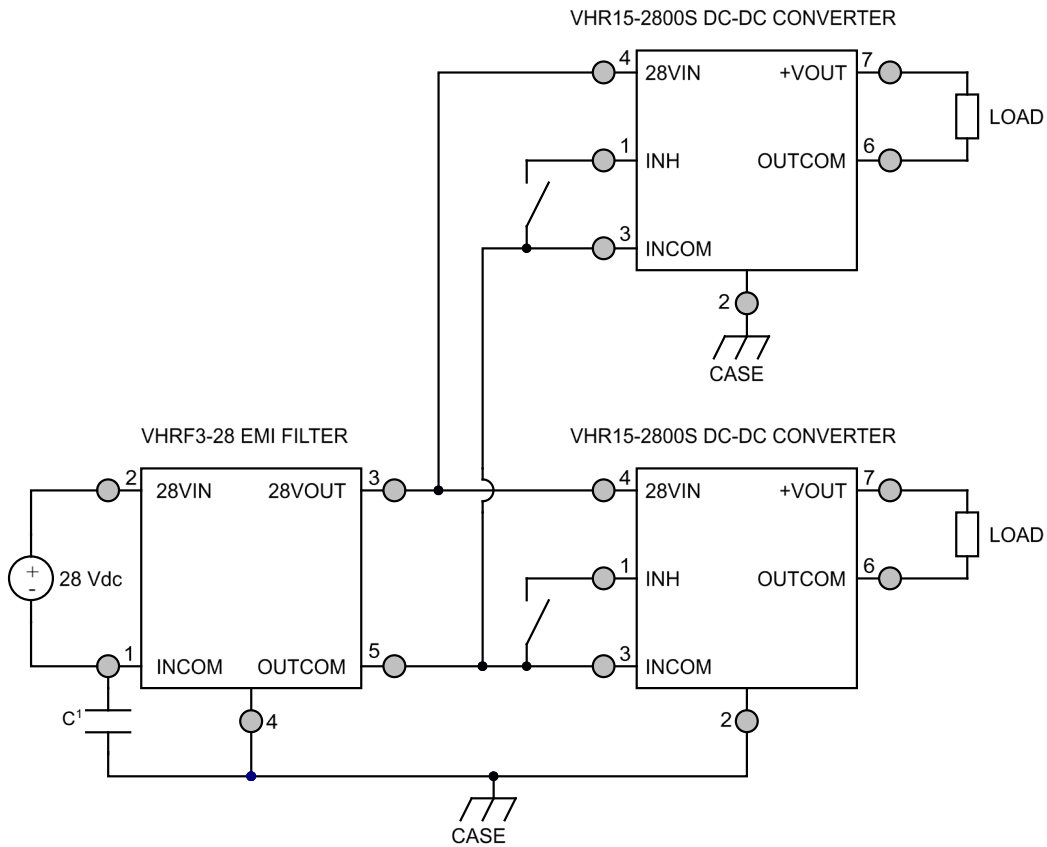 VHR15-2800S DC-DC CONVERTER
4 28VIN +VOUT 7
LOAD
1 INH OUTCOM 6
3 INCOM
2
CASE
VHRF3-28 EMI FILTER VHR15-2800S DC-DC CONVERTER
2 28VIN 28VOUT 3 4 28VIN +VOUT 7
LOAD
+
- 28 Vdc 1 INH OUTCOM 6
1 INCOM OUTCOM 5 3 INCOM
C¹ 4 2
CASE